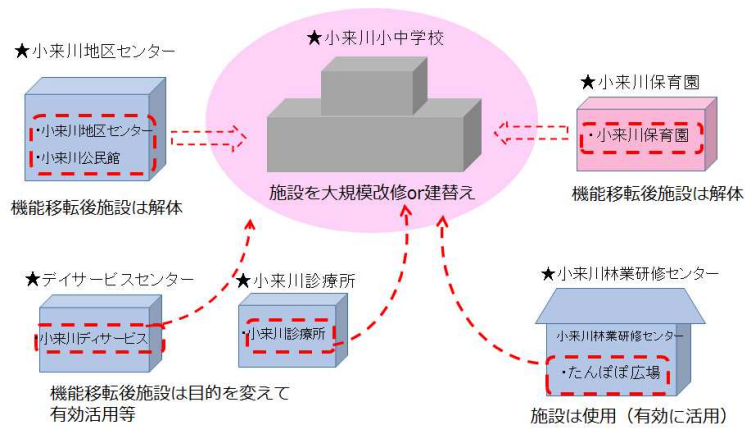 ★小来川地区センター
★小来川小中学校
★小来川保育園
・小来川地区センター
・小来川公民館
・小来川保育園
機能移転後施設は解体
施設を大規模改修or建替え
機能移転後施設は解体
★デイサービスセンター
★小来川診療所
★小来川林業研修センター
・小来川ディサービス
・小来川診療所
小来川林業研修センター
・たんぽぽ広場
機能移転後施設は目的を変えて
有効活用等
施設は使用（有効に活用）